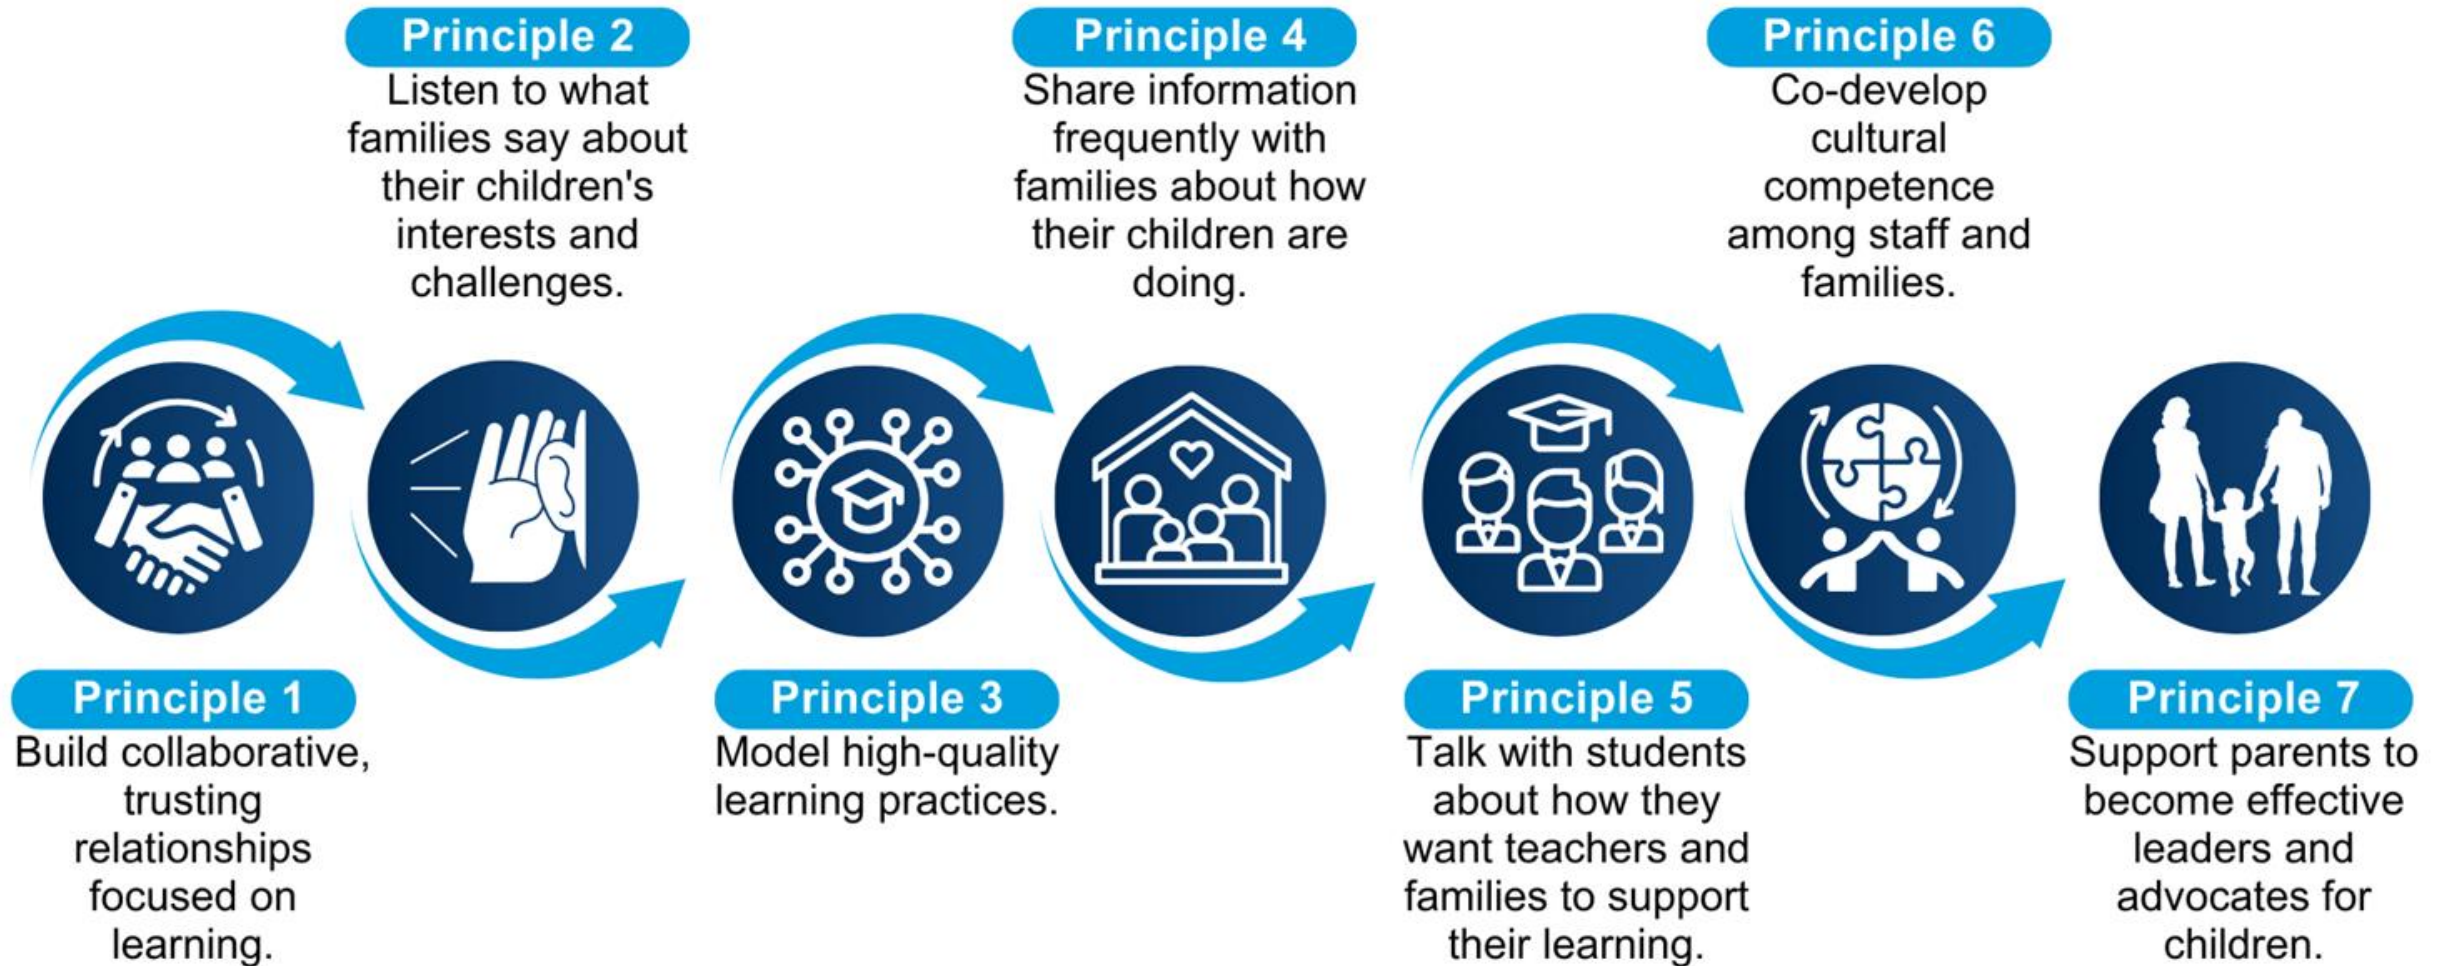 Principle 1
Build collaborative,
trusting
relationships
focused on
learning.
Principle 2
Listen to what
families say about
their children's
interests and
challenges.
Principle 3
Model high-quality
learning practices.
Principle 4
Share information
frequently with
families about how
their children are
doing.
Principle 5
Talk with students
about how they
want teachers and
families to support
their learning.
Principle 6
Co-develop
cultural
competence
among staff and
families.
Principle 7
Support parents to
become effective
leaders and
advocates for
children.